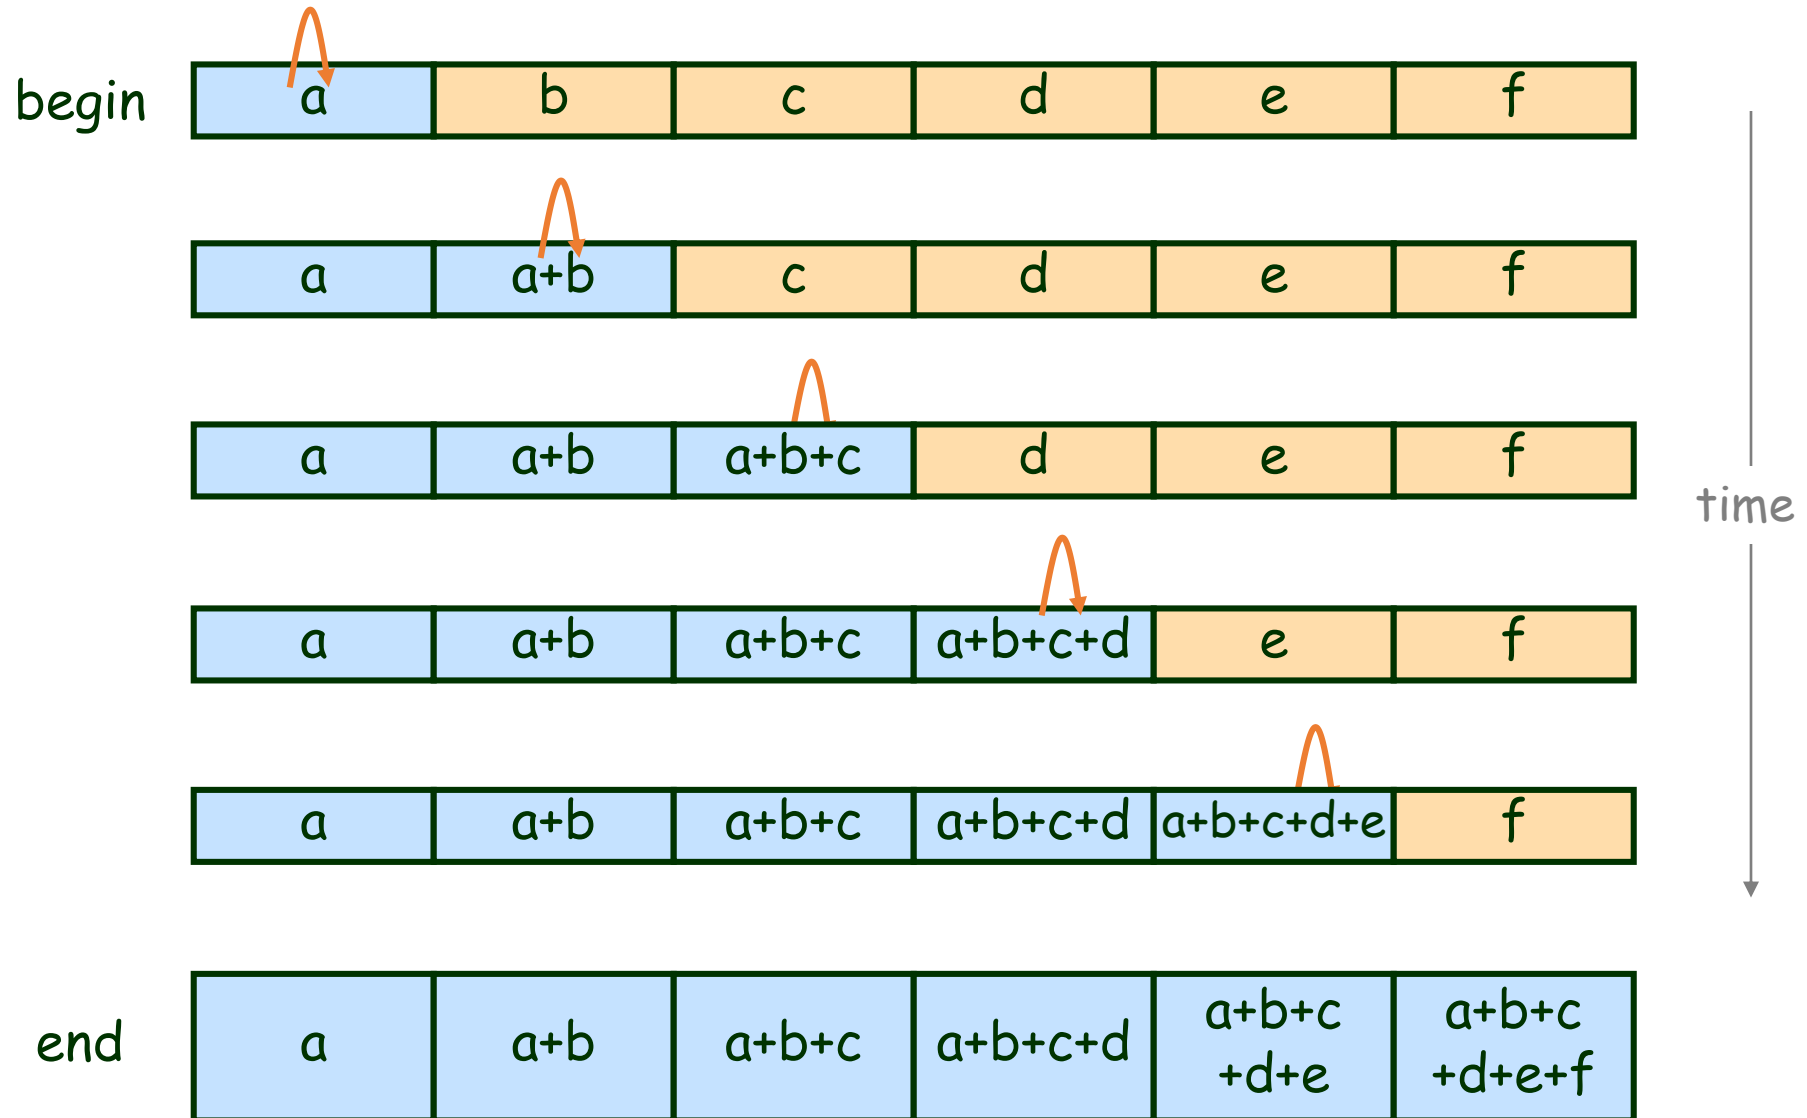 begin a b c d e f
a a+b c d e f
a a+b a+b+c d e f
time
a a+b a+b+c a+b+c+d e f
a a+b a+b+c a+b+c+d a+b+c+d+e f
end a a+b a+b+c a+b+c+d a+b+c +d+e a+b+c +d+e+f